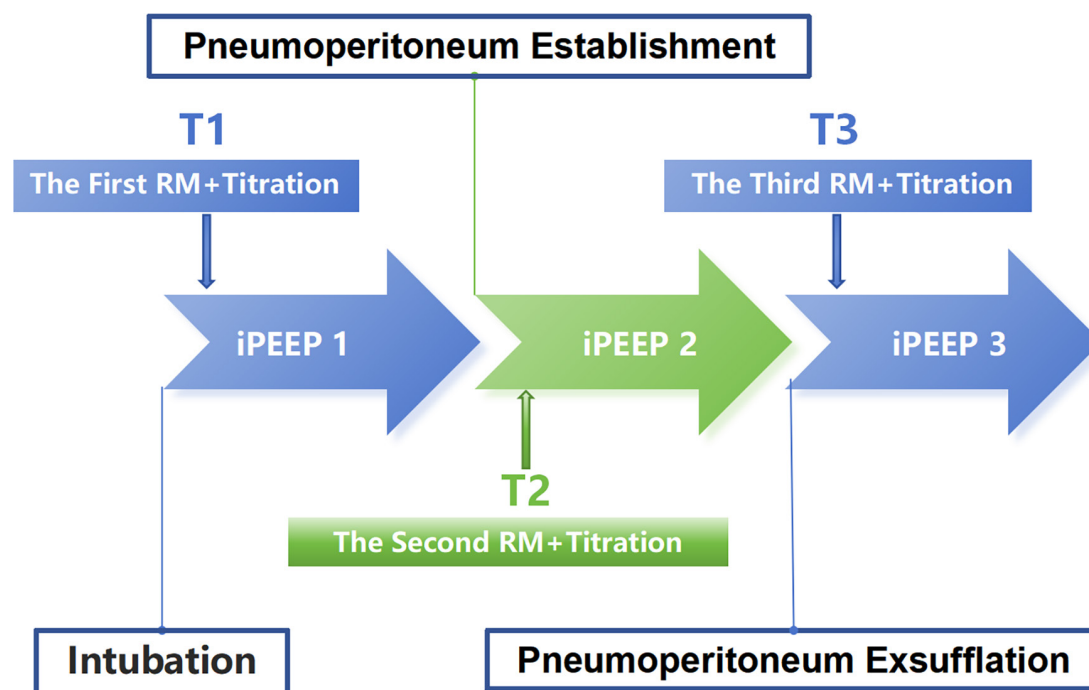 Pneumoperitoneum Establishment
T1
T3
The First RM+Titration
The Third RM+Titration
iPEEP 1
iPEEP 2
iPEEP 3
T2
The Second RM+Titration
Intubation
Pneumoperitoneum Exsufflation